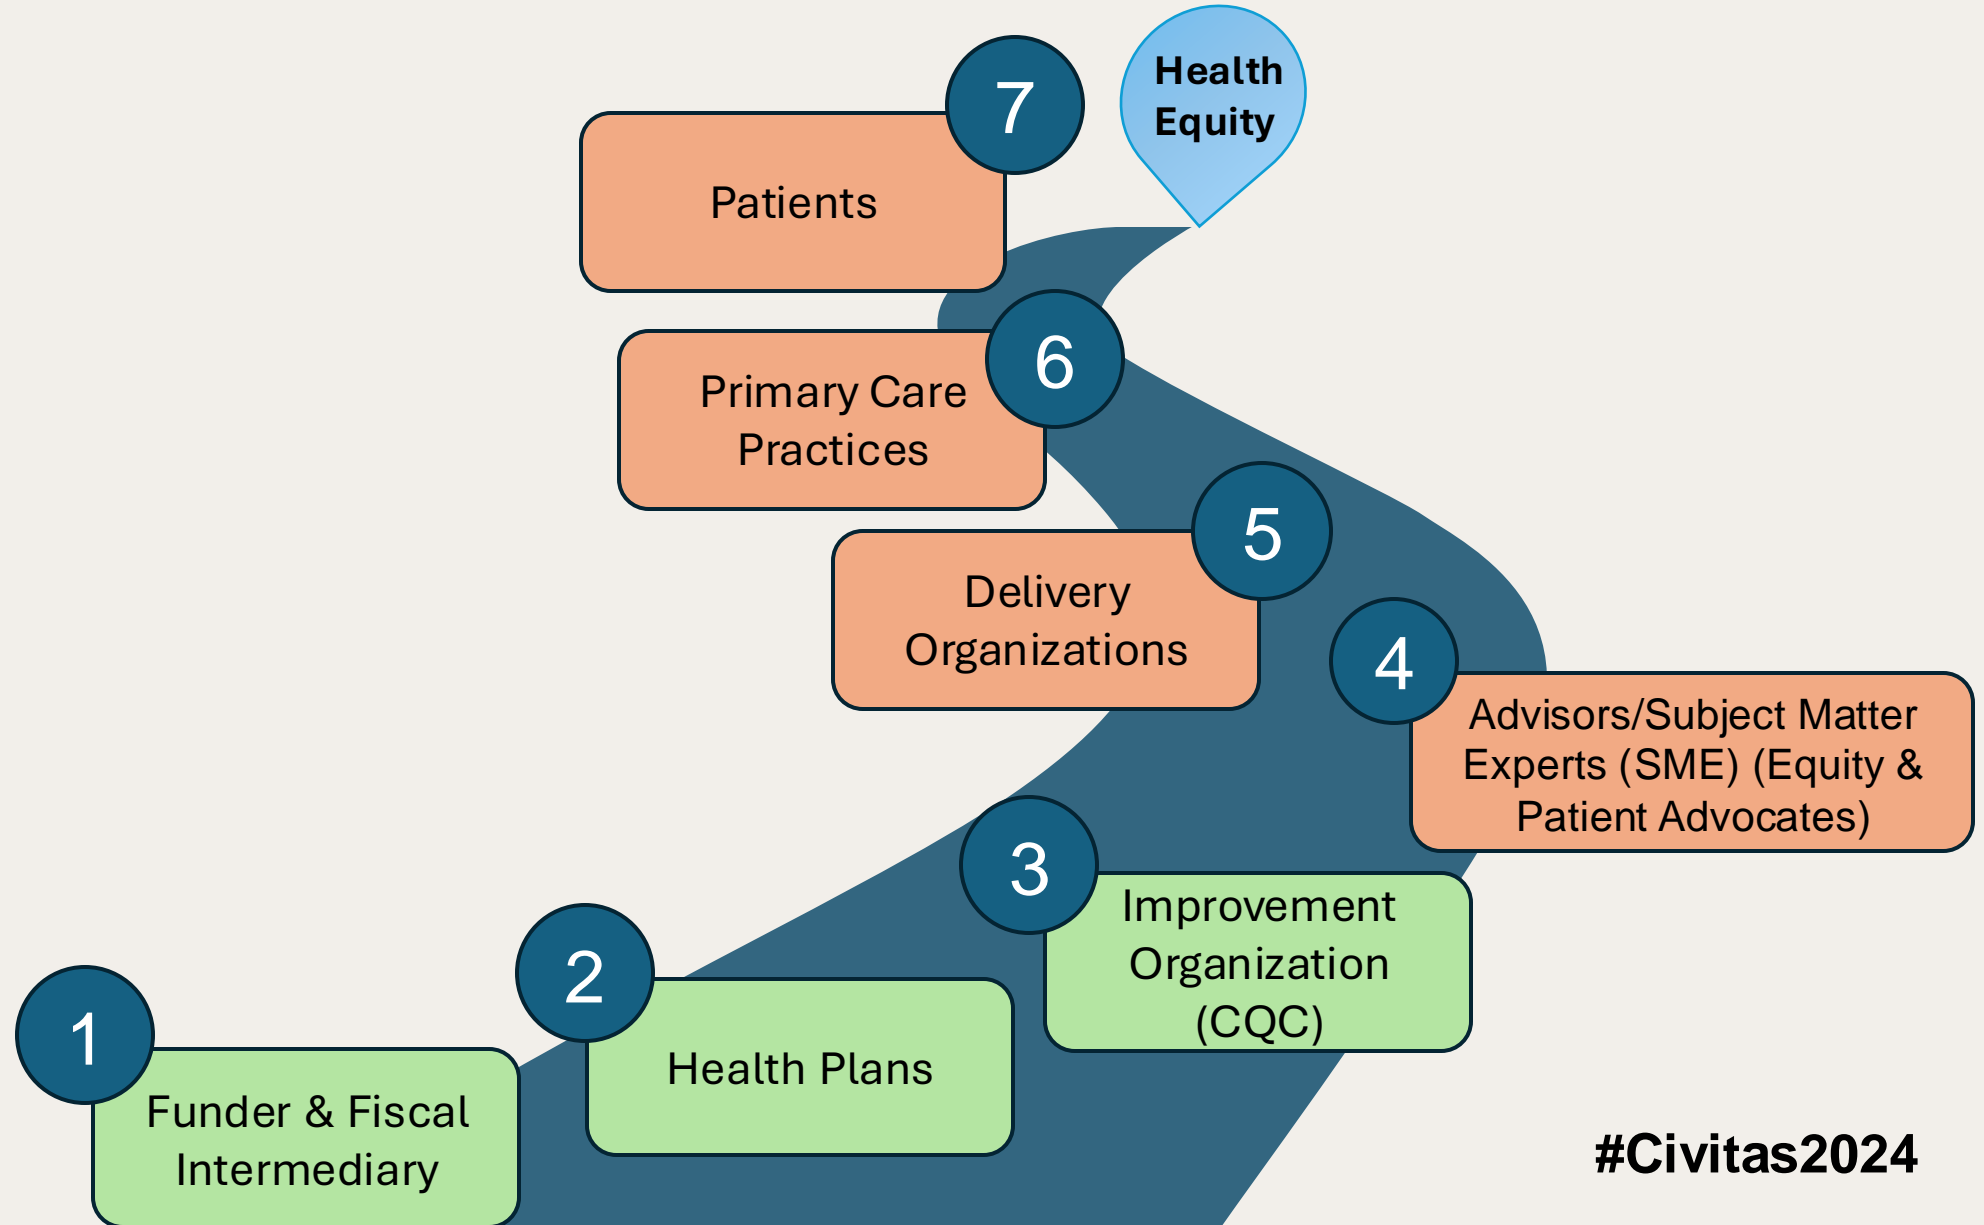 7
Health
Equity
Patients
6
Primary Care
Practices
5
Delivery
Organizations
4
Advisors/Subject Matter
Experts (SME) (Equity &
Patient Advocates)
3
Improvement
Organization
(CQC)
2
Health Plans
1
Funder & Fiscal
Intermediary
#Civitas2024